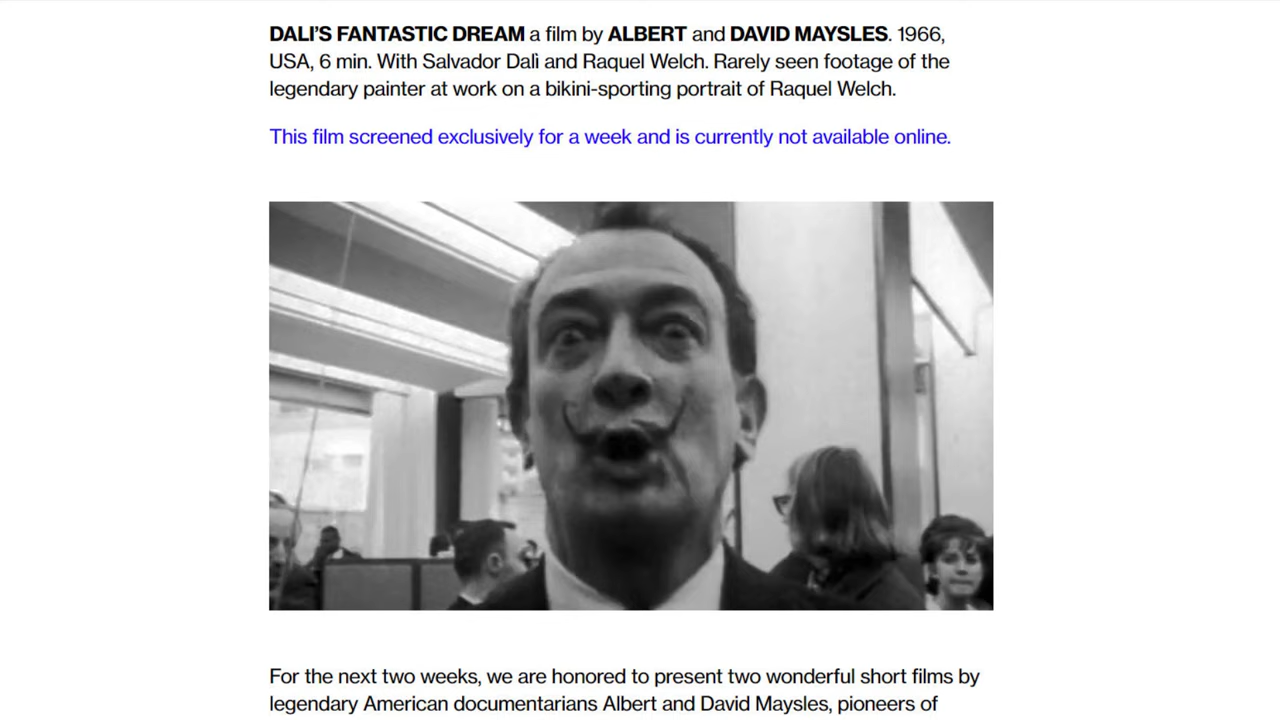 DALI’S FANTASTIC DREAM a film by ALBERT and DAVID MAYSLES. 1966,
USA, 6 min. With Salvador Dalì and Raquel Welch. Rarely seen footage of the
legendary painter at work on a bikini-sporting portrait of Raquel Welch.
This film screened exclusively for a week and is currently not available online.
For the next two weeks, we are honored to present two wonderful short films by
legendary American documentarians Albert and David Maysles, pioneers of